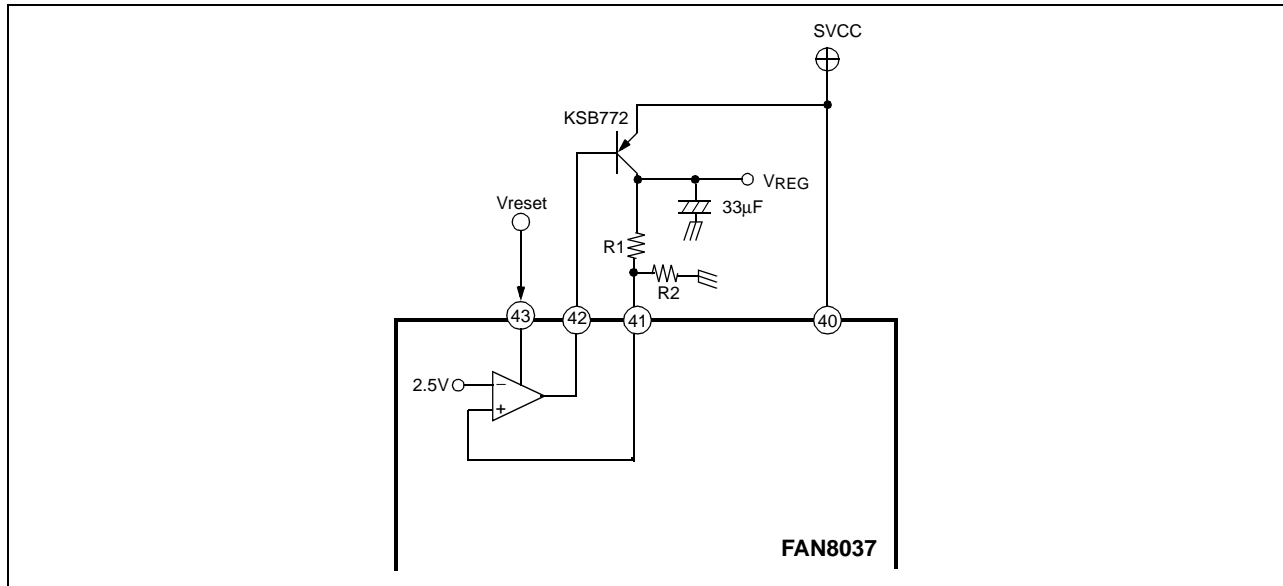 SVCC
KSB772
VREG
Vreset
33μF
R1
R2
43
42
41
40
2.5V
−
+
FAN8037